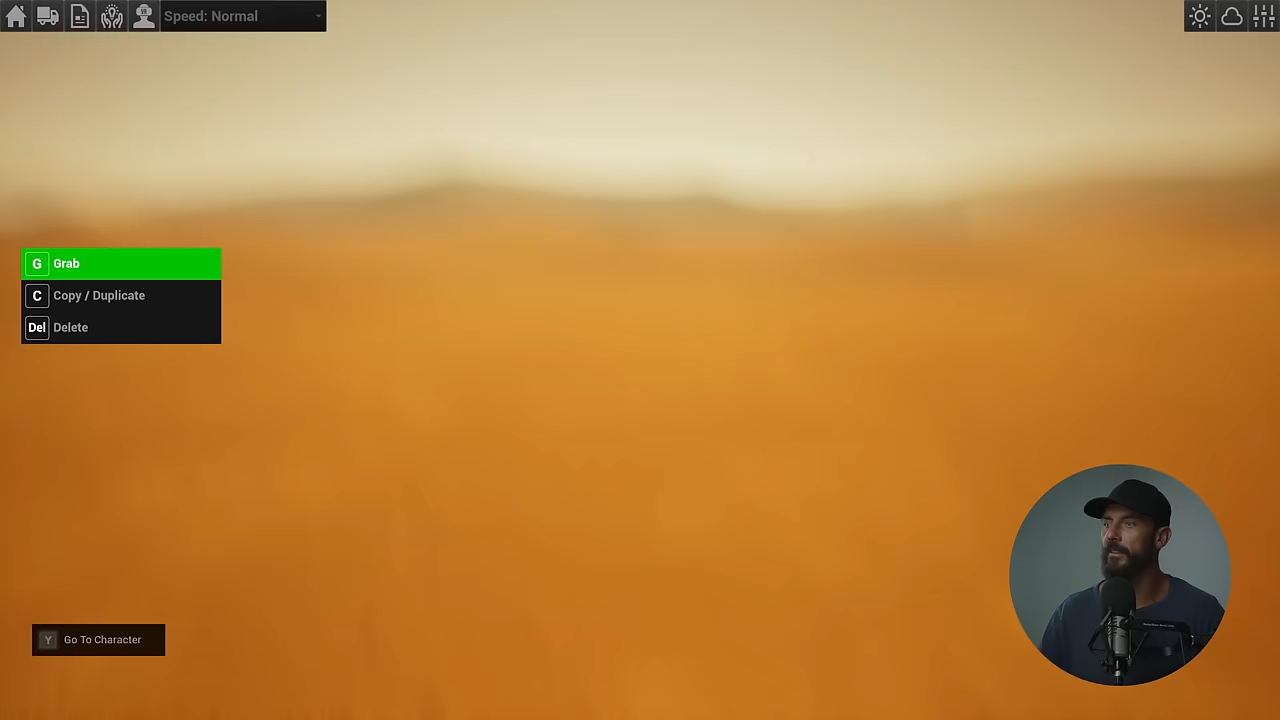 Speed: Normal
G Grab
C Copy / Duplicate
Del Delete
Y Go To Character